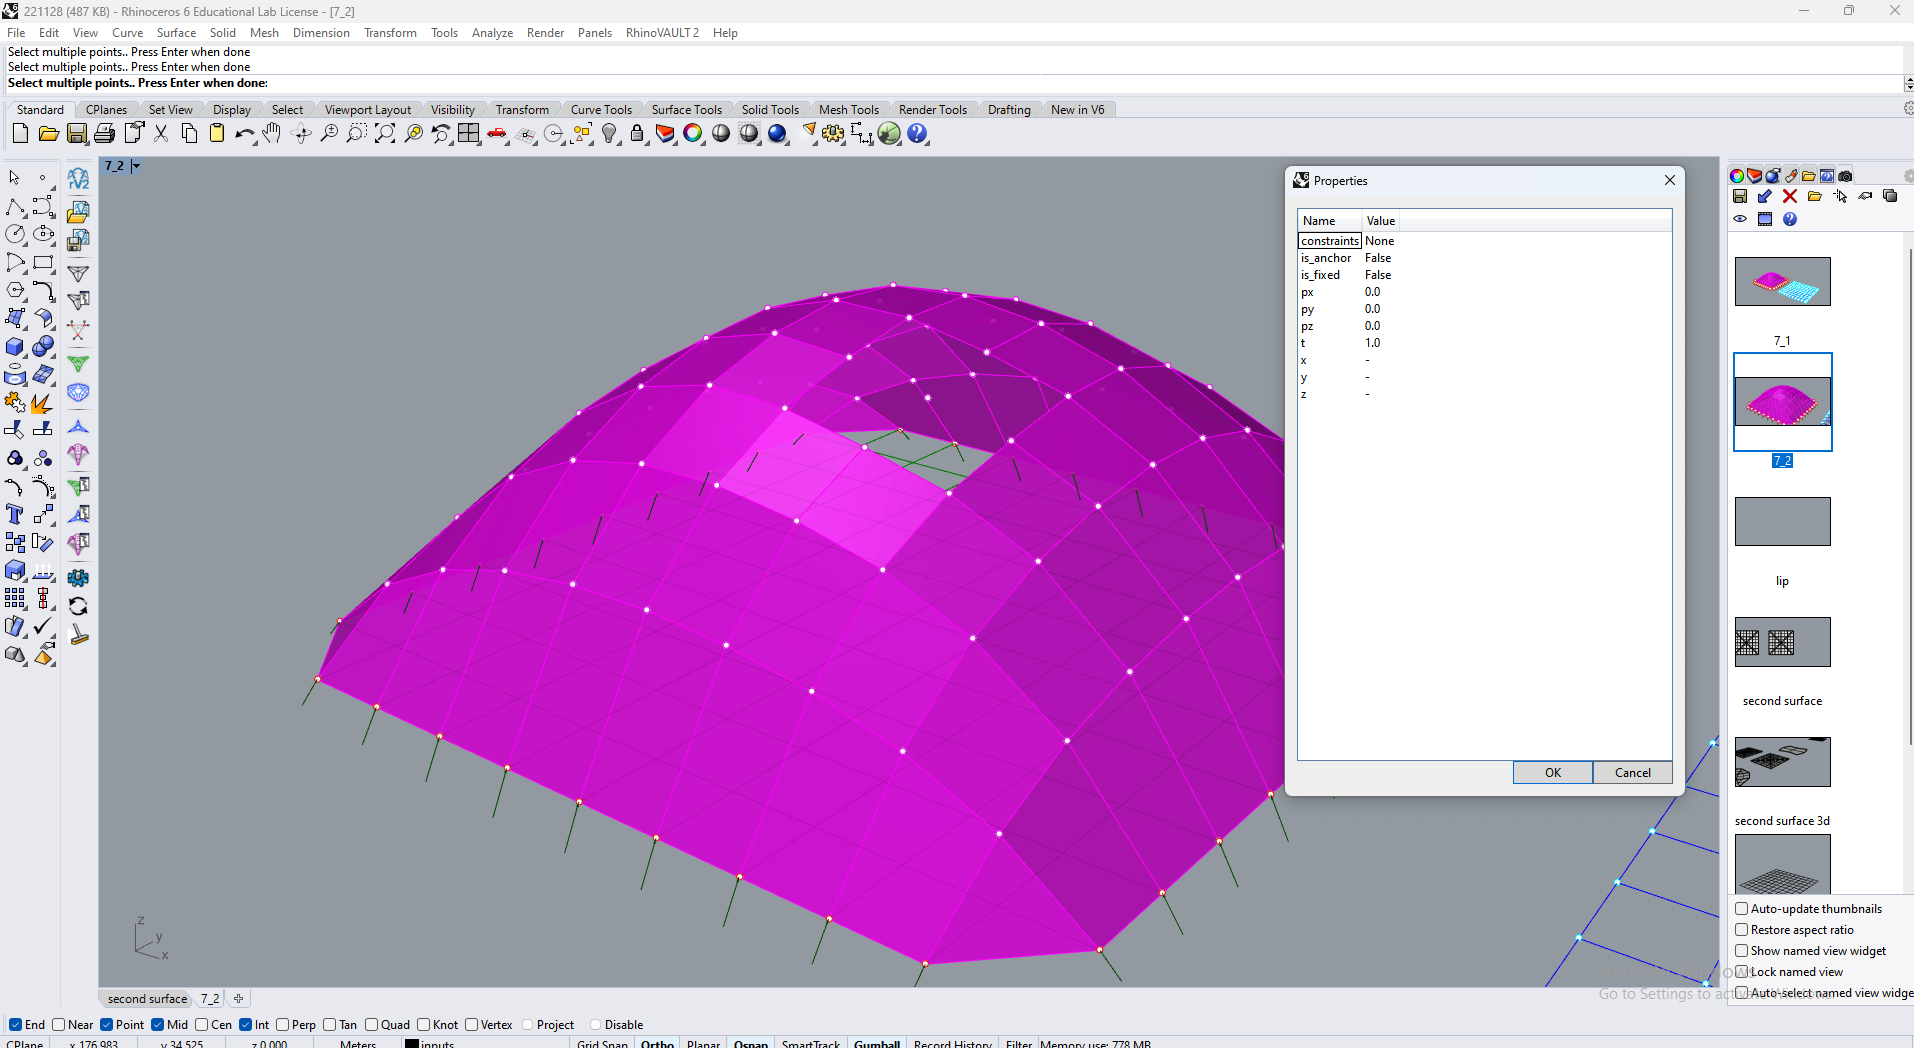 221128 (487 KB) - Rhinoceros 6 Educational Lab License - [7_2]
File Edit View Curve Surface Solid Mesh Dimension Transform Tools Analyze Render Panels RhinoVAULT2 Help
Select multiple points.. Press Enter when done
Select multiple points.. Press Enter when done
Select multiple points.. Press Enter when done:
Standard CPlanes Set View Display Select Viewport Layout Visibility Transform Curve Tools Surface Tools Solid Tools Mesh Tools Render Tools Drafting New in V6
7_2
rV2
Properties
Name Value
constraints None
is_anchor False
is_fixed False
px 0.0
py 0.0
pz 0.0
t 1.0
x -
y -
z -
OK Cancel
7_1
7_2
lip
second surface
second surface 3d
Auto-update thumbnails
Restore aspect ratio
Show named view widget
Lock named view
Auto-select named view widge
z
y
x
Go to Settings to activate Windows.
second surface 7_2
End Near Point Mid Cen Int Perp Tan Quad Knot Vertex Project Disable
CPlane x 176.983 y 34.525 z 0.000 Meters inputs Grid Snap Ortho Planar Osnap SmartTrack Gumball Record History Filter Memory use: 778 MB